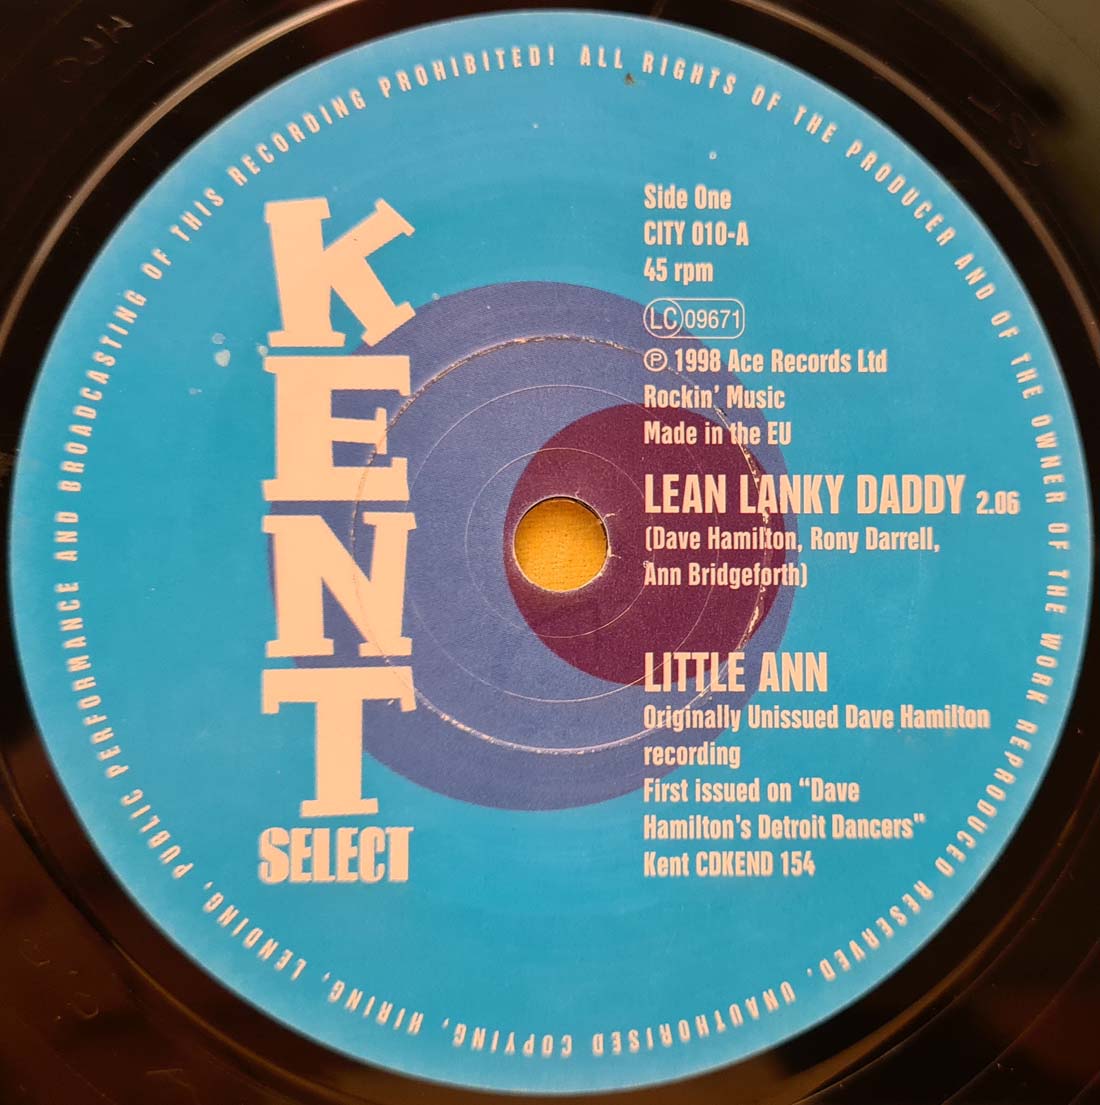 ALL RIGHTS OF THE PRODUCER AND OF THE OWNER OF THE WORK REPRODUCED RESERVED. UNAUTHORISED COPYING, HIRING, LENDING, PUBLIC PERFORMANCE AND BROADCASTING OF THIS RECORDING PROHIBITED!
KENT
SELECT
Side One
CITY 010-A
45 rpm
LC 09671
℗ 1998 Ace Records Ltd
Rockin' Music
Made in the EU
LEAN LANKY DADDY 2.06
(Dave Hamilton, Rony Darrell,
Ann Bridgeforth)
LITTLE ANN
Originally Unissued Dave Hamilton
recording
First issued on “Dave
Hamilton's Detroit Dancers"
Kent CDKEND 154